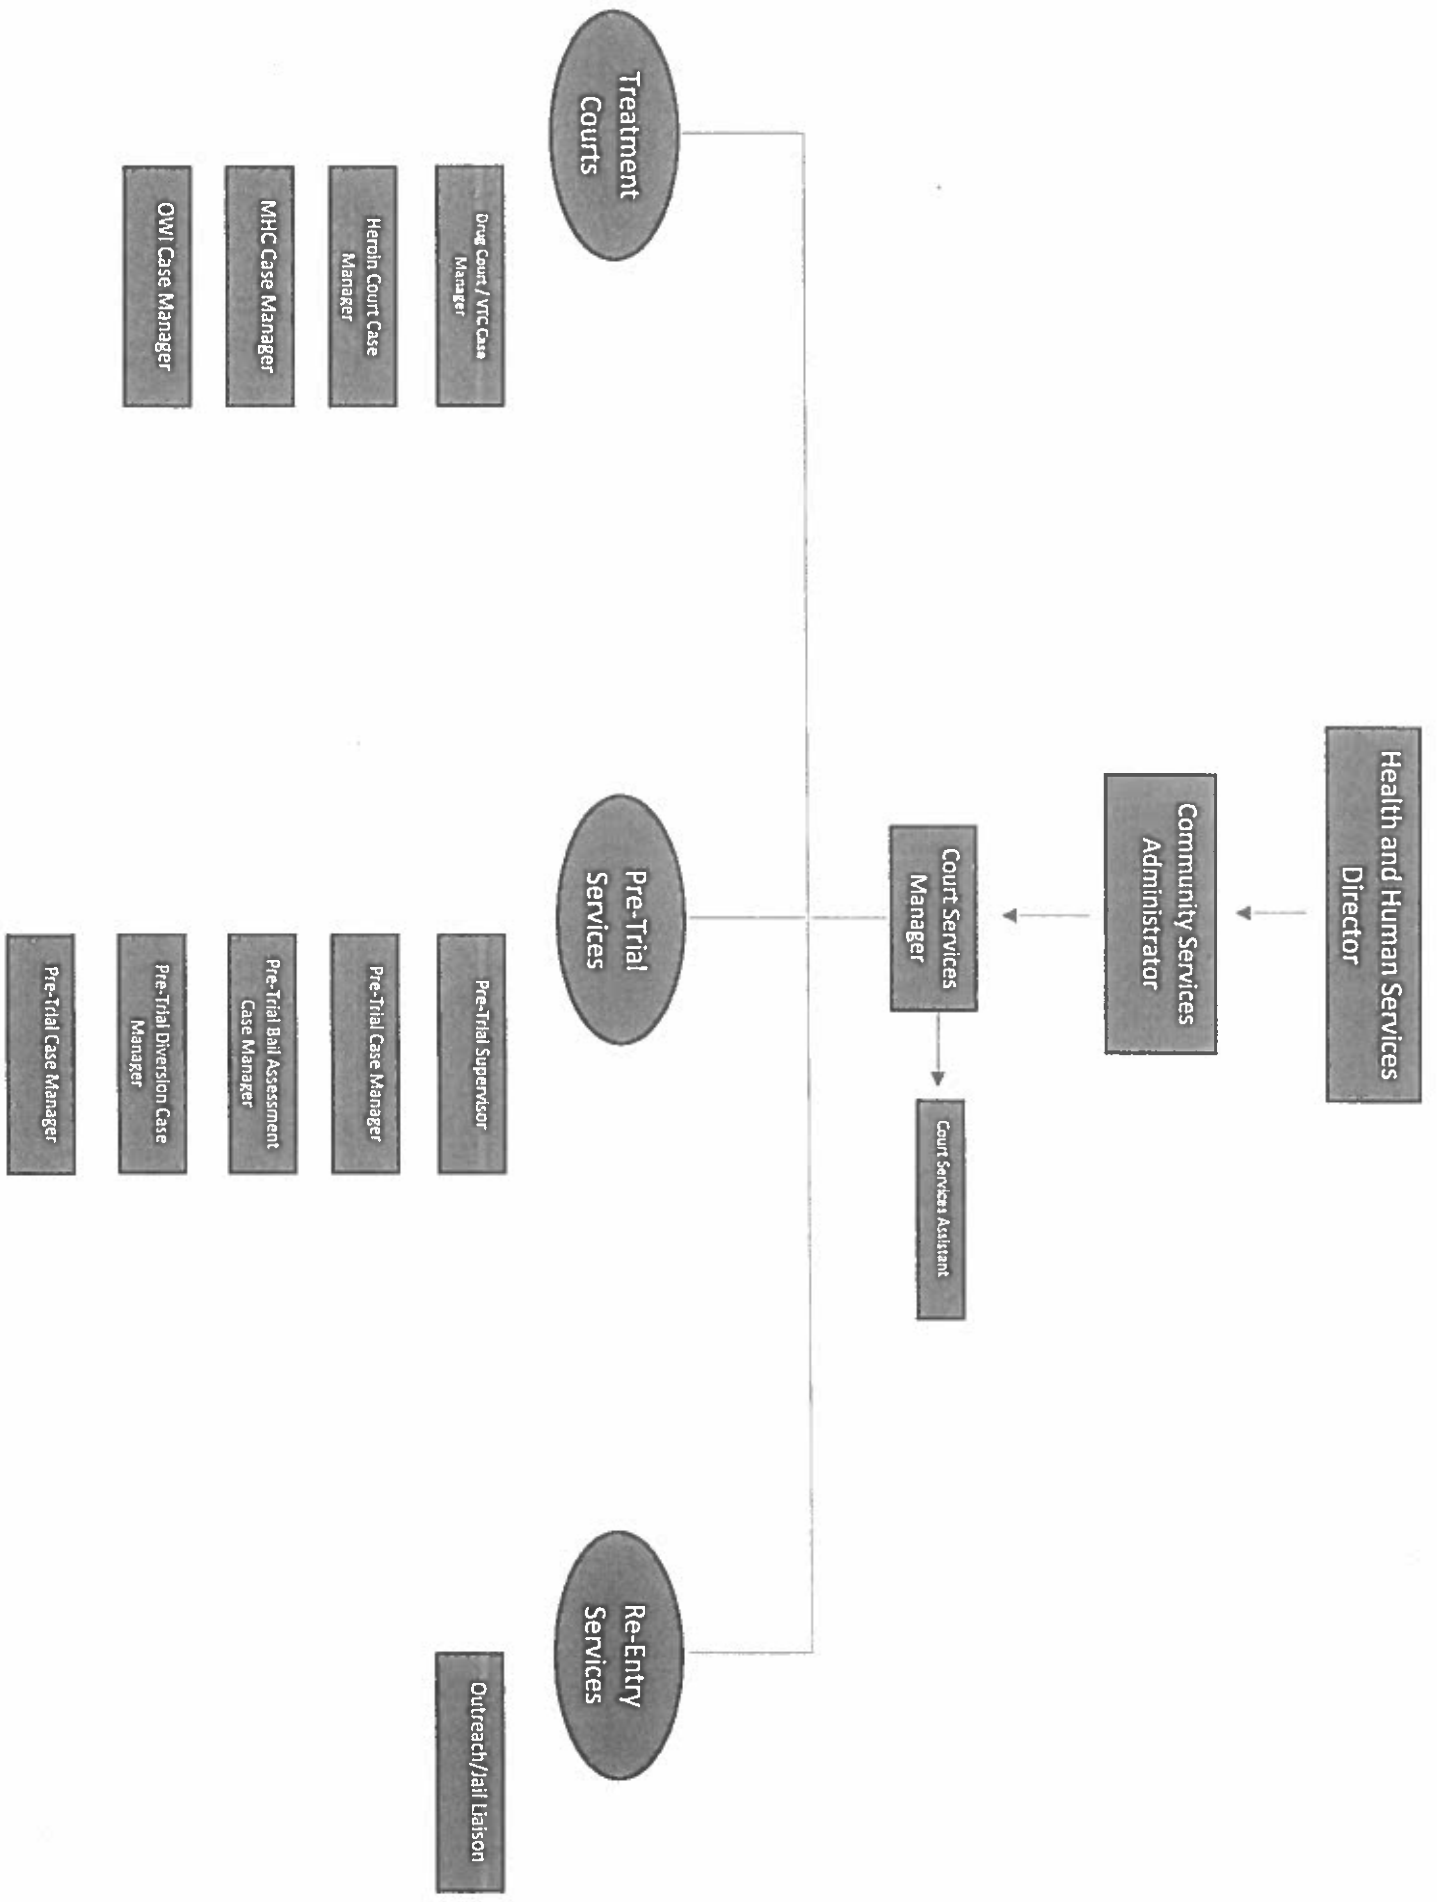 Health and Human Services
Director
Community Services
Administrator
Court Services
Manager
Court Services Assistant
Treatment
Courts
Drug Court / VTC Case
Manager
Heroin Court Case
Manager
MHC Case Manager
OWI Case Manager
Pre-Trial
Services
Pre-Trial Supervisor
Pre-Trial Case Manager
Pre-Trial Bail Assessment
Case Manager
Pre-Trial Diversion Case
Manager
Pre-Trial Case Manager
Re-Entry
Services
Outreach/Jail Liaison